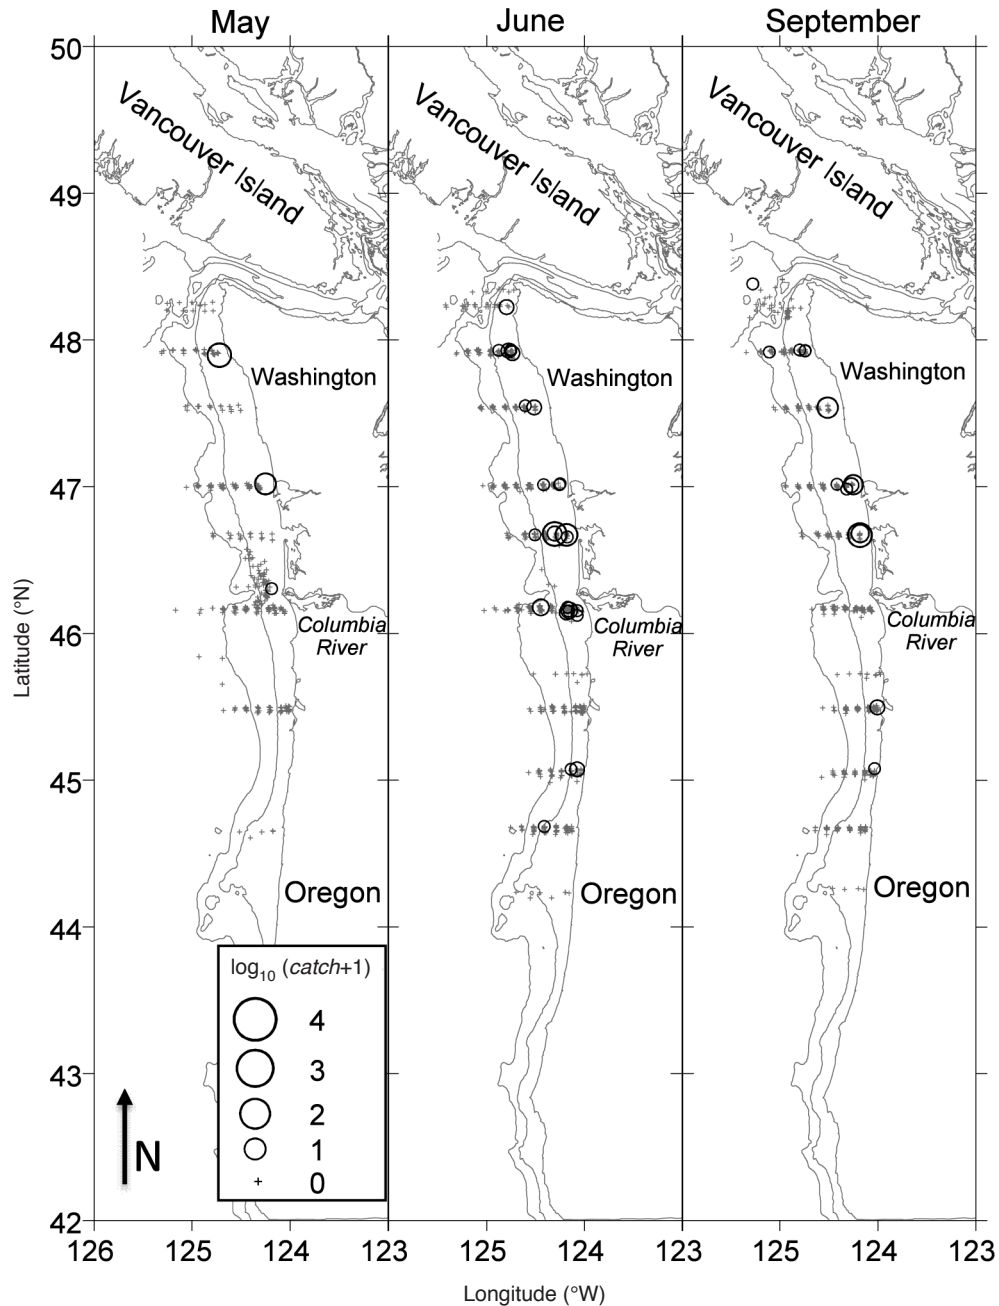 May
June
September
50
49
48
47
46
45
44
43
42
Latitude (°N)
Vancouver Island
Washington
Columbia
River
Oregon
Vancouver Island
Washington
Columbia
River
Oregon
Vancouver Island
Washington
Columbia
River
Oregon
log10 (catch+1)
4
3
2
1
0
N
126
125
124
123
125
124
123
125
124
123
Longitude (°W)